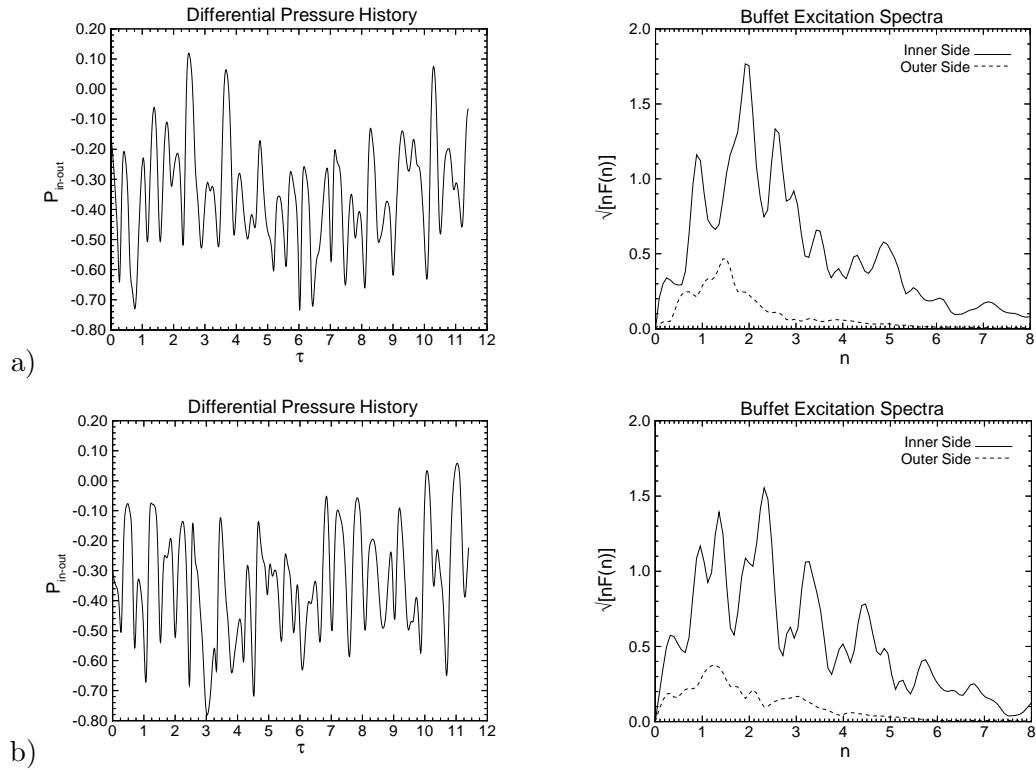 Differential Pressure History
0.20
0.10
0.00
-0.10
-0.20
-0.30
-0.40
-0.50
-0.60
-0.70
-0.80
P in-out
0 1 2 3 4 5 6 7 8 9 10 11 12
τ
a)
Buffet Excitation Spectra
Inner Side
Outer Side
2.0
1.5
1.0
0.5
0.0
√[nF(n)]
0 1 2 3 4 5 6 7 8
n
Differential Pressure History
0.20
0.10
0.00
-0.10
-0.20
-0.30
-0.40
-0.50
-0.60
-0.70
-0.80
P in-out
0 1 2 3 4 5 6 7 8 9 10 11 12
τ
b)
Buffet Excitation Spectra
Inner Side
Outer Side
2.0
1.5
1.0
0.5
0.0
√[nF(n)]
0 1 2 3 4 5 6 7 8
n